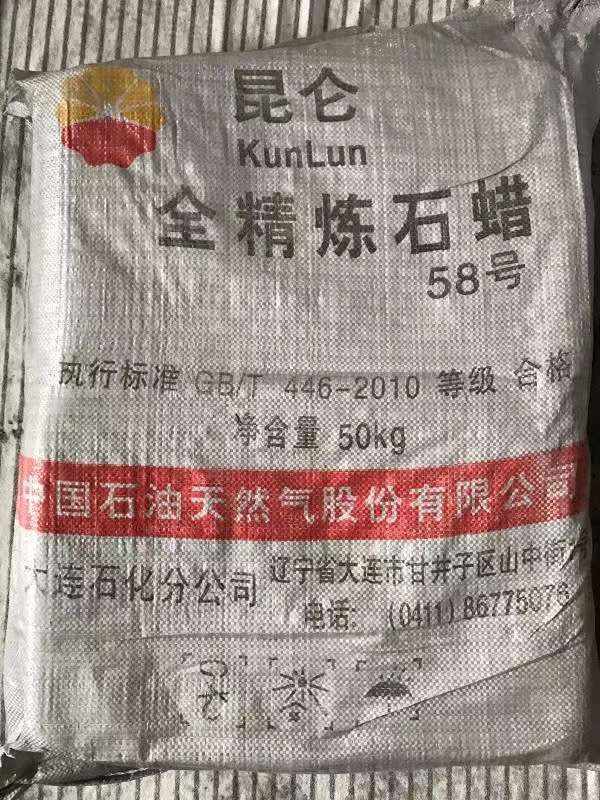 昆仑
KunLun
全精炼石蜡
58号
执行标准 GB/T 446-2010 等级 合格
净含量 50kg
中国石油天然气股份有限公司
大连石化分公司
辽宁省大连市甘井子区山中街
电话: (0411) 86775076